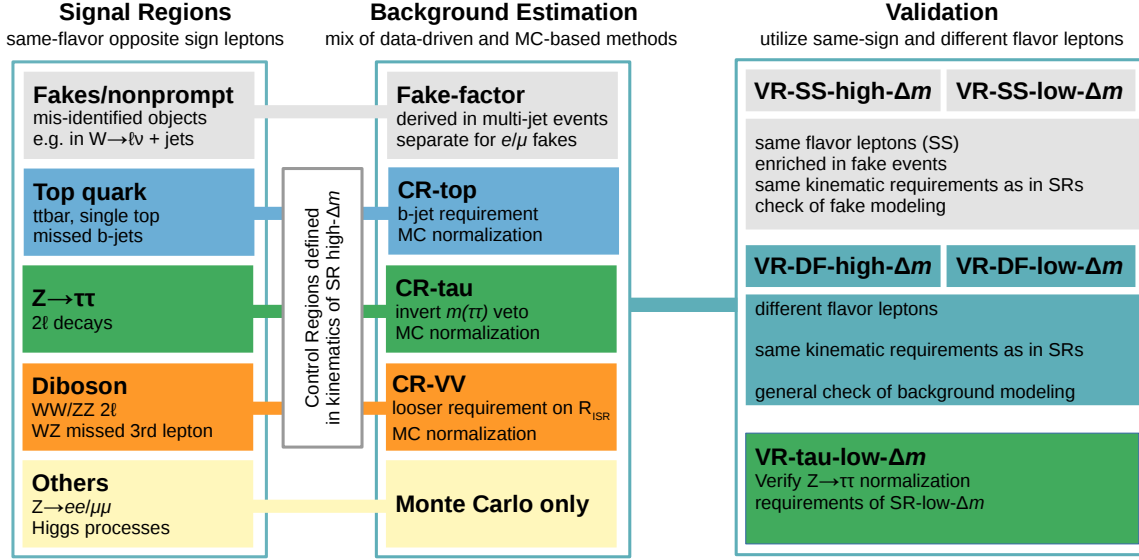 Signal Regions
same-flavor opposite sign leptons
Fakes/nonprompt
mis-identified objects
e.g. in W→ℓν + jets
Top quark
ttbar, single top
missed b-jets
Z→ττ
2ℓ decays
Diboson
WW/ZZ 2ℓ
WZ missed 3rd lepton
Others
Z→ee/μμ
Higgs processes
Control Regions defined
in kinematics of SR high-Δm
Background Estimation
mix of data-driven and MC-based methods
Fake-factor
derived in multi-jet events
separate for e/μ fakes
CR-top
b-jet requirement
MC normalization
CR-tau
invert m(ττ) veto
MC normalization
CR-VV
looser requirement on R_ISR
MC normalization
Monte Carlo only
Validation
utilize same-sign and different flavor leptons
VR-SS-high-Δm VR-SS-low-Δm
same flavor leptons (SS)
enriched in fake events
same kinematic requirements as in SRs
check of fake modeling
VR-DF-high-Δm VR-DF-low-Δm
different flavor leptons
same kinematic requirements as in SRs
general check of background modeling
VR-tau-low-Δm
Verify Z→ττ normalization
requirements of SR-low-Δm